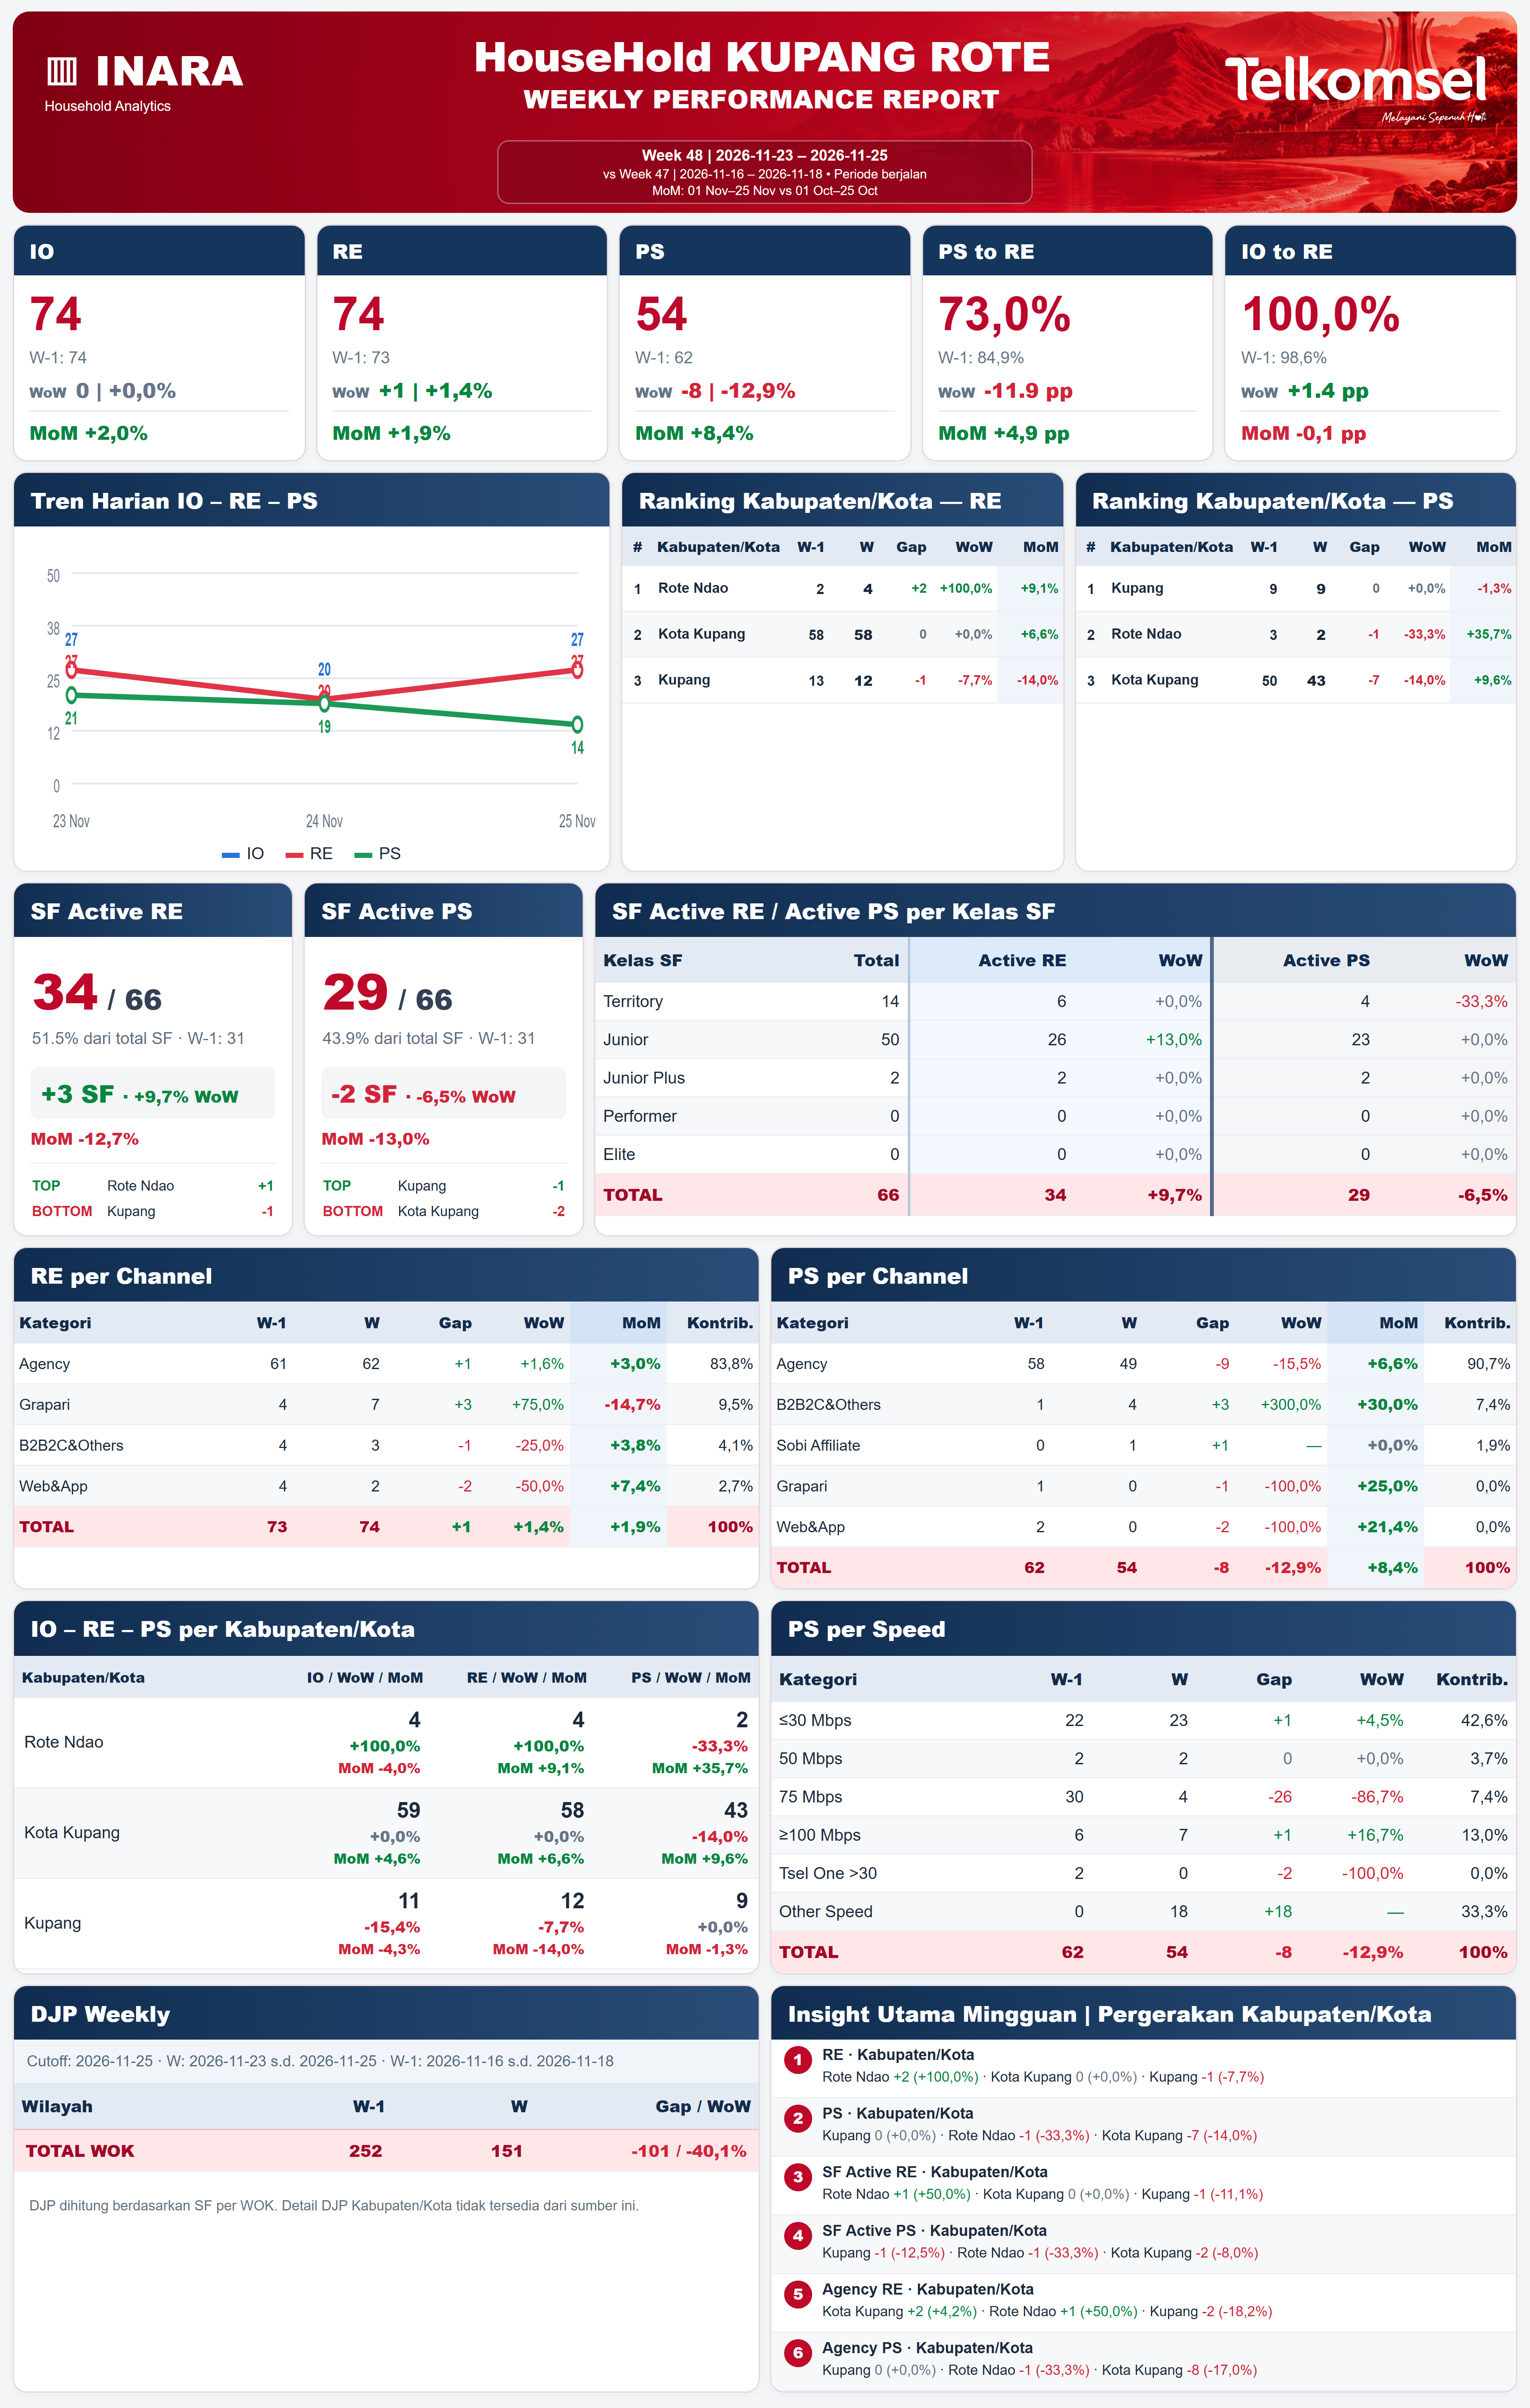 INARA
Household Analytics
HouseHold KUPANG ROTE
WEEKLY PERFORMANCE REPORT
Week 48 | 2026-11-23 – 2026-11-25
vs Week 47 | 2026-11-16 – 2026-11-18 • Periode berjalan
MoM: 01 Nov–25 Nov vs 01 Oct–25 Oct
Telkomsel
Melayani Sepenuh Hati
IO
74
W-1: 74
WoW 0 | +0,0%
MoM +2,0%
RE
74
W-1: 73
WoW +1 | +1,4%
MoM +1,9%
PS
54
W-1: 62
WoW -8 | -12,9%
MoM +8,4%
PS to RE
73,0%
W-1: 84,9%
WoW -11.9 pp
MoM +4,9 pp
IO to RE
100,0%
W-1: 98,6%
WoW +1.4 pp
MoM -0,1 pp
Tren Harian IO – RE – PS
50
38
25
12
0
27 20 27
27 20 27
21 19 14
23 Nov 24 Nov 25 Nov
IO RE PS
Ranking Kabupaten/Kota — RE
# Kabupaten/Kota W-1 W Gap WoW MoM
1 Rote Ndao 2 4 +2 +100,0% +9,1%
2 Kota Kupang 58 58 0 +0,0% +6,6%
3 Kupang 13 12 -1 -7,7% -14,0%
Ranking Kabupaten/Kota — PS
# Kabupaten/Kota W-1 W Gap WoW MoM
1 Kupang 9 9 0 +0,0% -1,3%
2 Rote Ndao 3 2 -1 -33,3% +35,7%
3 Kota Kupang 50 43 -7 -14,0% +9,6%
SF Active RE
34 / 66
51.5% dari total SF · W-1: 31
+3 SF · +9,7% WoW
MoM -12,7%
TOP Rote Ndao +1
BOTTOM Kupang -1
SF Active PS
29 / 66
43.9% dari total SF · W-1: 31
-2 SF · -6,5% WoW
MoM -13,0%
TOP Kupang -1
BOTTOM Kota Kupang -2
SF Active RE / Active PS per Kelas SF
Kelas SF Total Active RE WoW Active PS WoW
Territory 14 6 +0,0% 4 -33,3%
Junior 50 26 +13,0% 23 +0,0%
Junior Plus 2 2 +0,0% 2 +0,0%
Performer 0 0 +0,0% 0 +0,0%
Elite 0 0 +0,0% 0 +0,0%
TOTAL 66 34 +9,7% 29 -6,5%
RE per Channel
Kategori W-1 W Gap WoW MoM Kontrib.
Agency 61 62 +1 +1,6% +3,0% 83,8%
Grapari 4 7 +3 +75,0% -14,7% 9,5%
B2B2C&Others 4 3 -1 -25,0% +3,8% 4,1%
Web&App 4 2 -2 -50,0% +7,4% 2,7%
TOTAL 73 74 +1 +1,4% +1,9% 100%
PS per Channel
Kategori W-1 W Gap WoW MoM Kontrib.
Agency 58 49 -9 -15,5% +6,6% 90,7%
B2B2C&Others 1 4 +3 +300,0% +30,0% 7,4%
Sobi Affiliate 0 1 +1 — +0,0% 1,9%
Grapari 1 0 -1 -100,0% +25,0% 0,0%
Web&App 2 0 -2 -100,0% +21,4% 0,0%
TOTAL 62 54 -8 -12,9% +8,4% 100%
IO – RE – PS per Kabupaten/Kota
Kabupaten/Kota IO / WoW / MoM RE / WoW / MoM PS / WoW / MoM
4 4 2
Rote Ndao +100,0% +100,0% -33,3%
MoM -4,0% MoM +9,1% MoM +35,7%
59 58 43
Kota Kupang +0,0% +0,0% -14,0%
MoM +4,6% MoM +6,6% MoM +9,6%
11 12 9
Kupang -15,4% -7,7% +0,0%
MoM -4,3% MoM -14,0% MoM -1,3%
PS per Speed
Kategori W-1 W Gap WoW Kontrib.
≤30 Mbps 22 23 +1 +4,5% 42,6%
50 Mbps 2 2 0 +0,0% 3,7%
75 Mbps 30 4 -26 -86,7% 7,4%
≥100 Mbps 6 7 +1 +16,7% 13,0%
Tsel One >30 2 0 -2 -100,0% 0,0%
Other Speed 0 18 +18 — 33,3%
TOTAL 62 54 -8 -12,9% 100%
DJP Weekly
Cutoff: 2026-11-25 · W: 2026-11-23 s.d. 2026-11-25 · W-1: 2026-11-16 s.d. 2026-11-18
Wilayah W-1 W Gap / WoW
TOTAL WOK 252 151 -101 / -40,1%
DJP dihitung berdasarkan SF per WOK. Detail DJP Kabupaten/Kota tidak tersedia dari sumber ini.
Insight Utama Mingguan | Pergerakan Kabupaten/Kota
1 RE · Kabupaten/Kota
Rote Ndao +2 (+100,0%) · Kota Kupang 0 (+0,0%) · Kupang -1 (-7,7%)
2 PS · Kabupaten/Kota
Kupang 0 (+0,0%) · Rote Ndao -1 (-33,3%) · Kota Kupang -7 (-14,0%)
3 SF Active RE · Kabupaten/Kota
Rote Ndao +1 (+50,0%) · Kota Kupang 0 (+0,0%) · Kupang -1 (-11,1%)
4 SF Active PS · Kabupaten/Kota
Kupang -1 (-12,5%) · Rote Ndao -1 (-33,3%) · Kota Kupang -2 (-8,0%)
5 Agency RE · Kabupaten/Kota
Kota Kupang +2 (+4,2%) · Rote Ndao +1 (+50,0%) · Kupang -2 (-18,2%)
6 Agency PS · Kabupaten/Kota
Kupang 0 (+0,0%) · Rote Ndao -1 (-33,3%) · Kota Kupang -8 (-17,0%)